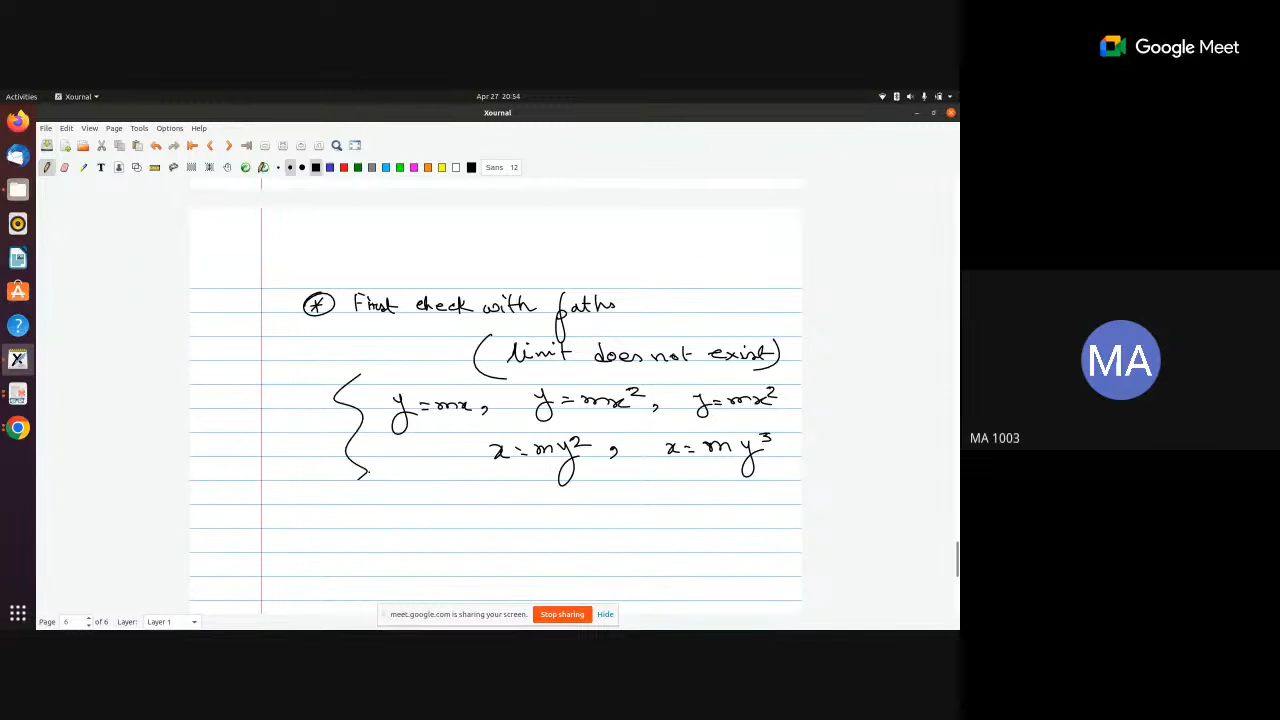 Google Meet
Activities Xournal Apr 27 20:54
Xournal
File Edit View Page Tools Options Help
Sans 12
* First check with paths
(limit does not exist)
y = mx, y = mx², y = mx²
x = my², x = my³
MA
MA 1003
meet.google.com is sharing your screen. Stop sharing Hide
Page 6 of 6 Layer: Layer 1